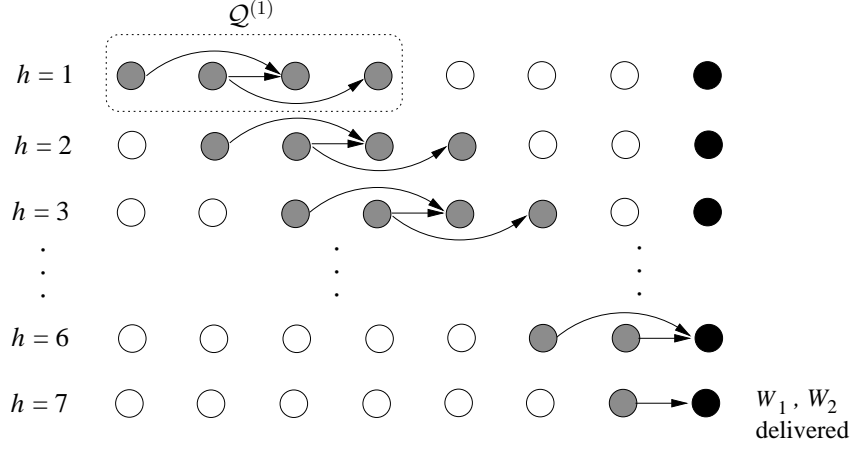 𝒬^(1)
h = 1
h = 2
h = 3
h = 6
h = 7
W_1 , W_2
delivered